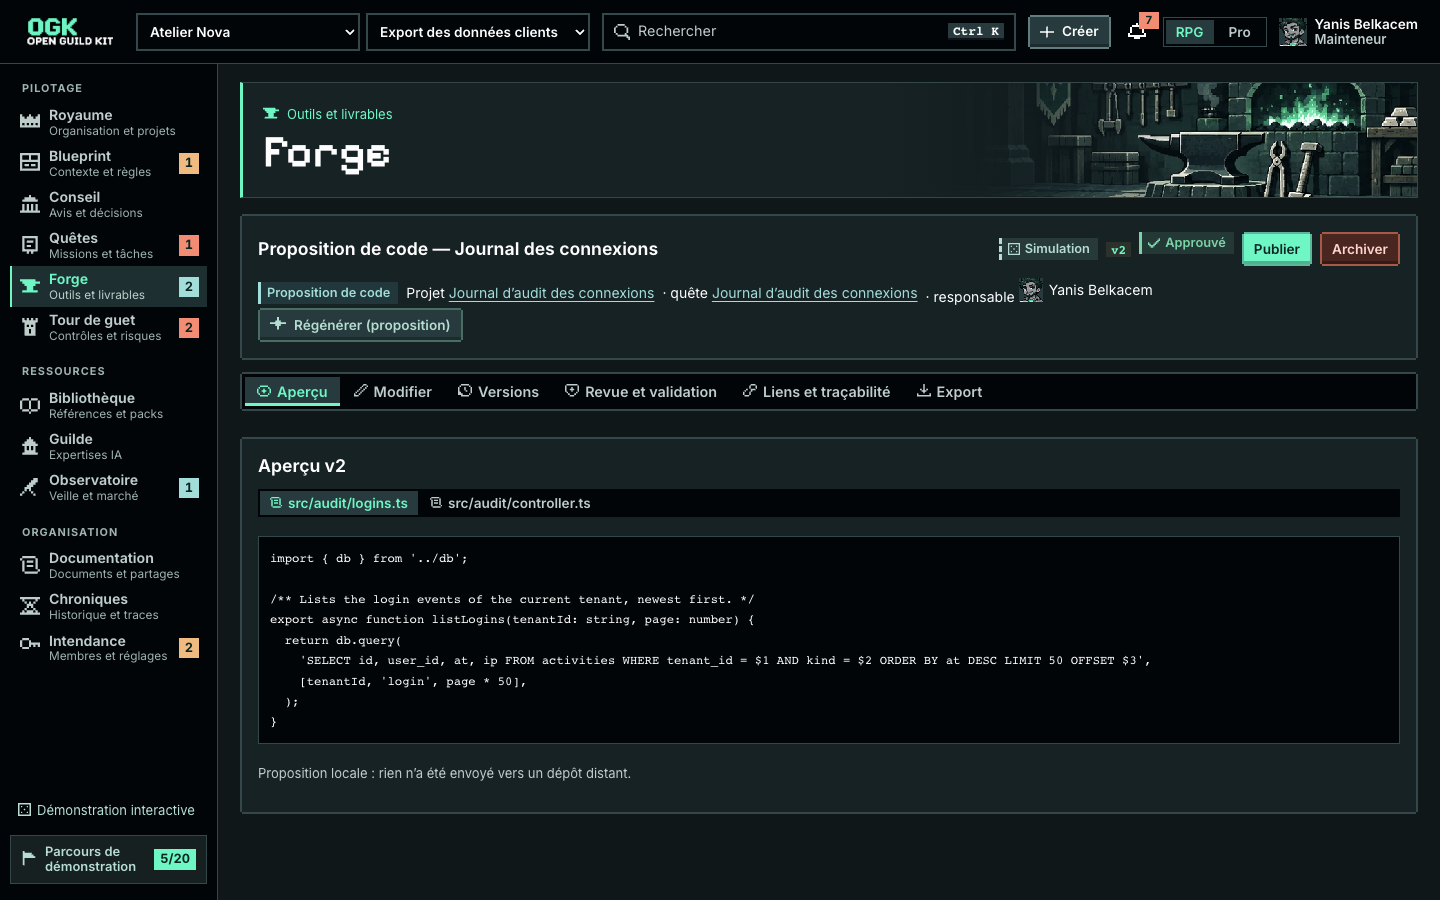 OGK
OPEN GUILD KIT
Atelier Nova
Export des données clients
Rechercher
Ctrl K
Créer
7
RPG
Pro
Yanis Belkacem
Mainteneur
PILOTAGE
Royaume
Organisation et projets
Blueprint
Contexte et règles
1
Conseil
Avis et décisions
Quêtes
Missions et tâches
1
Forge
Outils et livrables
2
Tour de guet
Contrôles et risques
2
RESSOURCES
Bibliothèque
Références et packs
Guilde
Expertises IA
Observatoire
Veille et marché
1
ORGANISATION
Documentation
Documents et partages
Chroniques
Historique et traces
Intendance
Membres et réglages
2
Démonstration interactive
Parcours de
démonstration
5/20
Outils et livrables
Forge
Proposition de code — Journal des connexions
Simulation
v2
Approuvé
Publier
Archiver
Proposition de code Projet Journal d’audit des connexions · quête Journal d’audit des connexions · responsable Yanis Belkacem
Régénérer (proposition)
Aperçu
Modifier
Versions
Revue et validation
Liens et traçabilité
Export
Aperçu v2
src/audit/logins.ts
src/audit/controller.ts
import { db } from '../db';
/** Lists the login events of the current tenant, newest first. */
export async function listLogins(tenantId: string, page: number) {
  return db.query(
    'SELECT id, user_id, at, ip FROM activities WHERE tenant_id = $1 AND kind = $2 ORDER BY at DESC LIMIT 50 OFFSET $3',
    [tenantId, 'login', page * 50],
  );
}
Proposition locale : rien n’a été envoyé vers un dépôt distant.